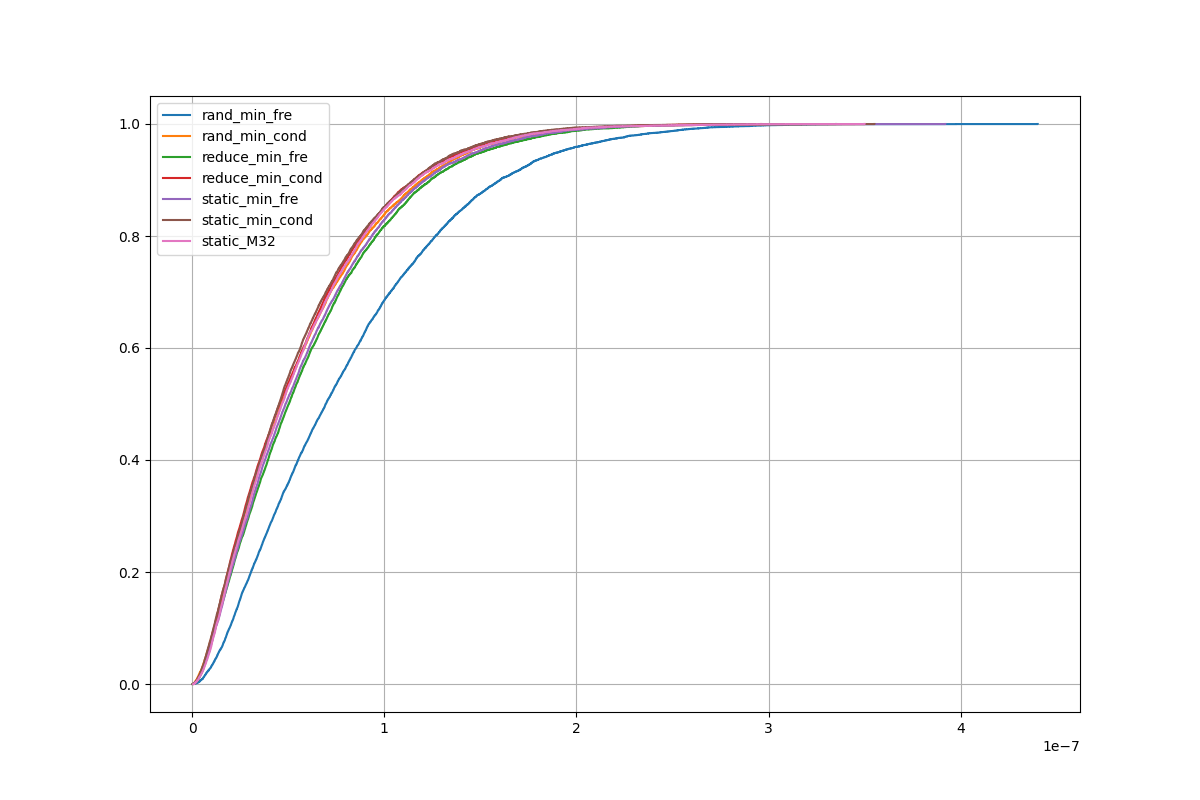 rand_min_fre
rand_min_cond
reduce_min_fre
reduce_min_cond
static_min_fre
static_min_cond
static_M32
1.0
0.8
0.6
0.4
0.2
0.0
0 1 2 3 4
1e−7